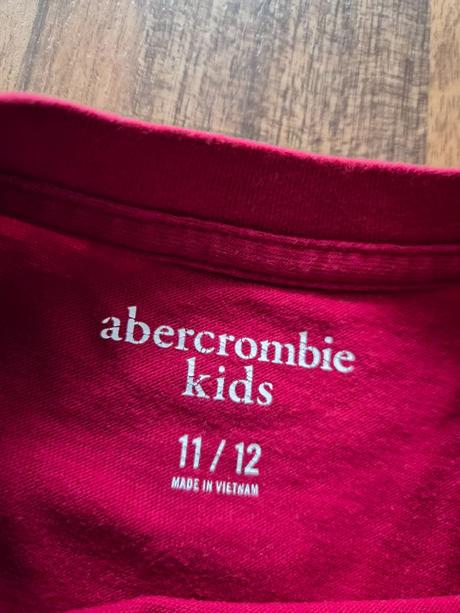 abercrombie
kids
11 / 12
MADE IN VIETNAM